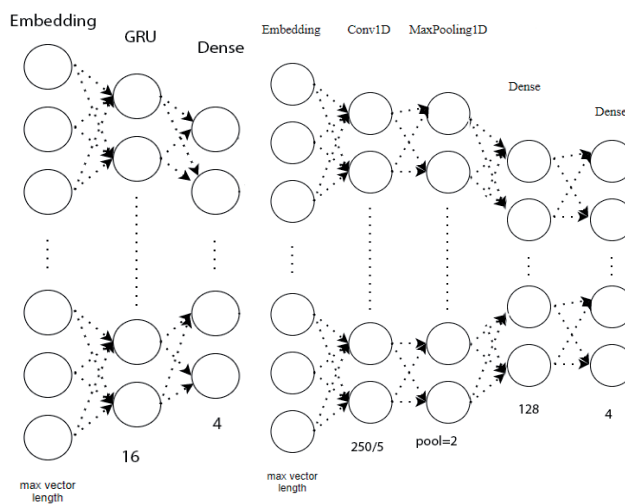 Embedding
GRU
Dense
16
4
max vector
length
Embedding
Conv1D
MaxPooling1D
Dense
Dense
250/5
pool=2
128
4
max vector
length